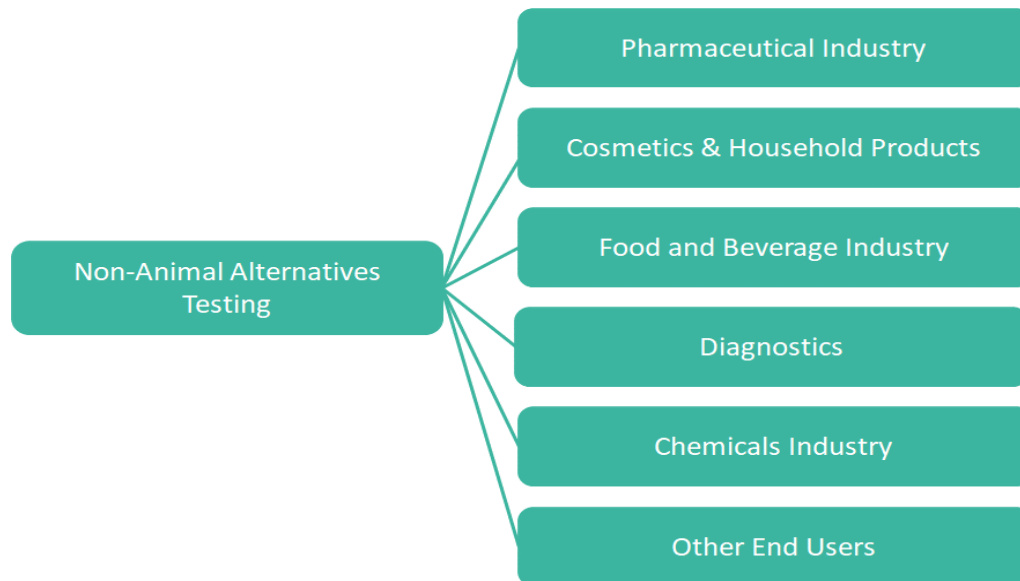 Pharmaceutical Industry
Cosmetics & Household Products
Food and Beverage Industry
Non-Animal Alternatives
Testing
Diagnostics
Chemicals Industry
Other End Users